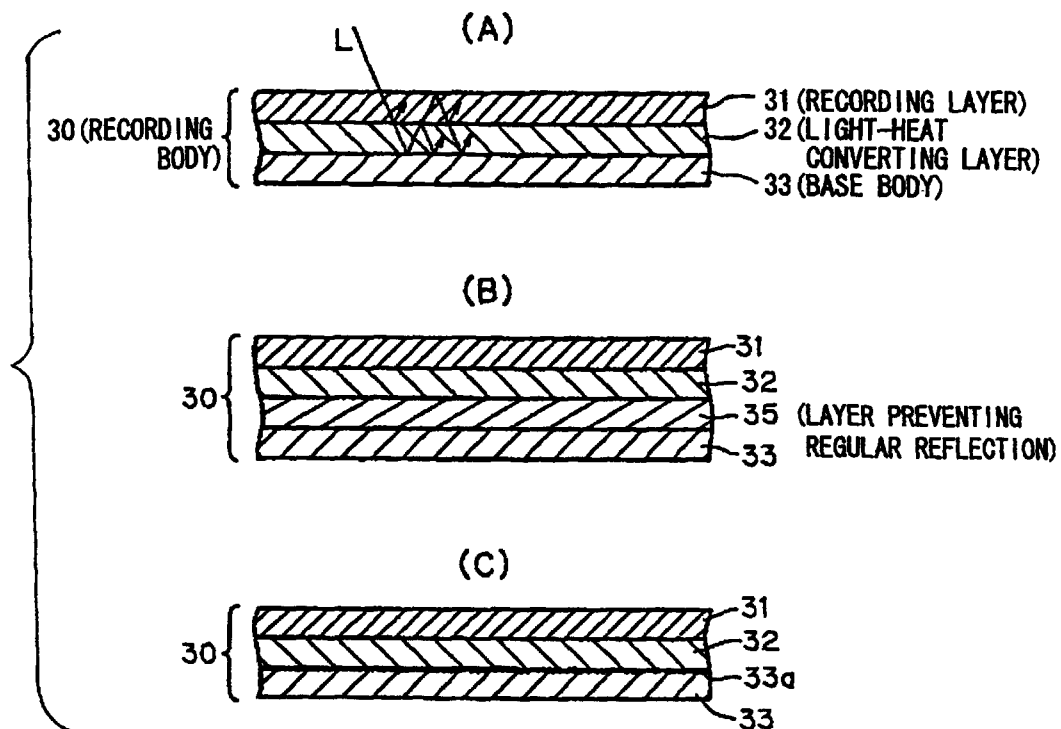 (A)
L
30 (RECORDING
BODY)
31 (RECORDING LAYER)
32 (LIGHT-HEAT
CONVERTING LAYER)
33 (BASE BODY)
(B)
30
31
32
35 (LAYER PREVENTING
REGULAR REFLECTION)
33
(C)
30
31
32
33a
33